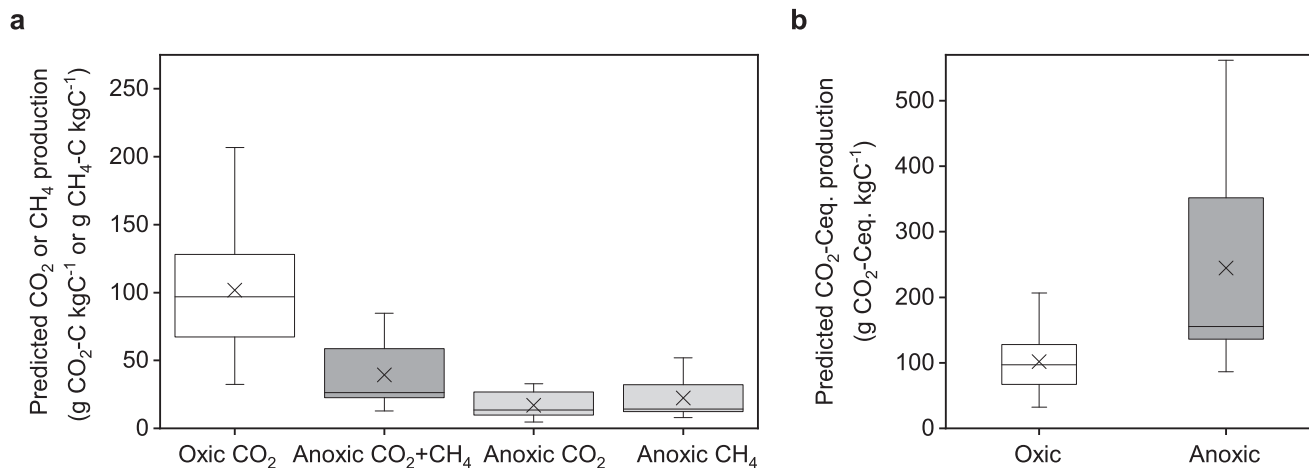 a
Predicted CO₂ or CH₄ production
(g CO₂-C kgC⁻¹ or g CH₄-C kgC⁻¹)
250
200
150
100
50
0
Oxic CO₂
Anoxic CO₂+CH₄
Anoxic CO₂
Anoxic CH₄
b
Predicted CO₂-Ceq. production
(g CO₂-Ceq. kgC⁻¹)
500
400
300
200
100
0
Oxic
Anoxic